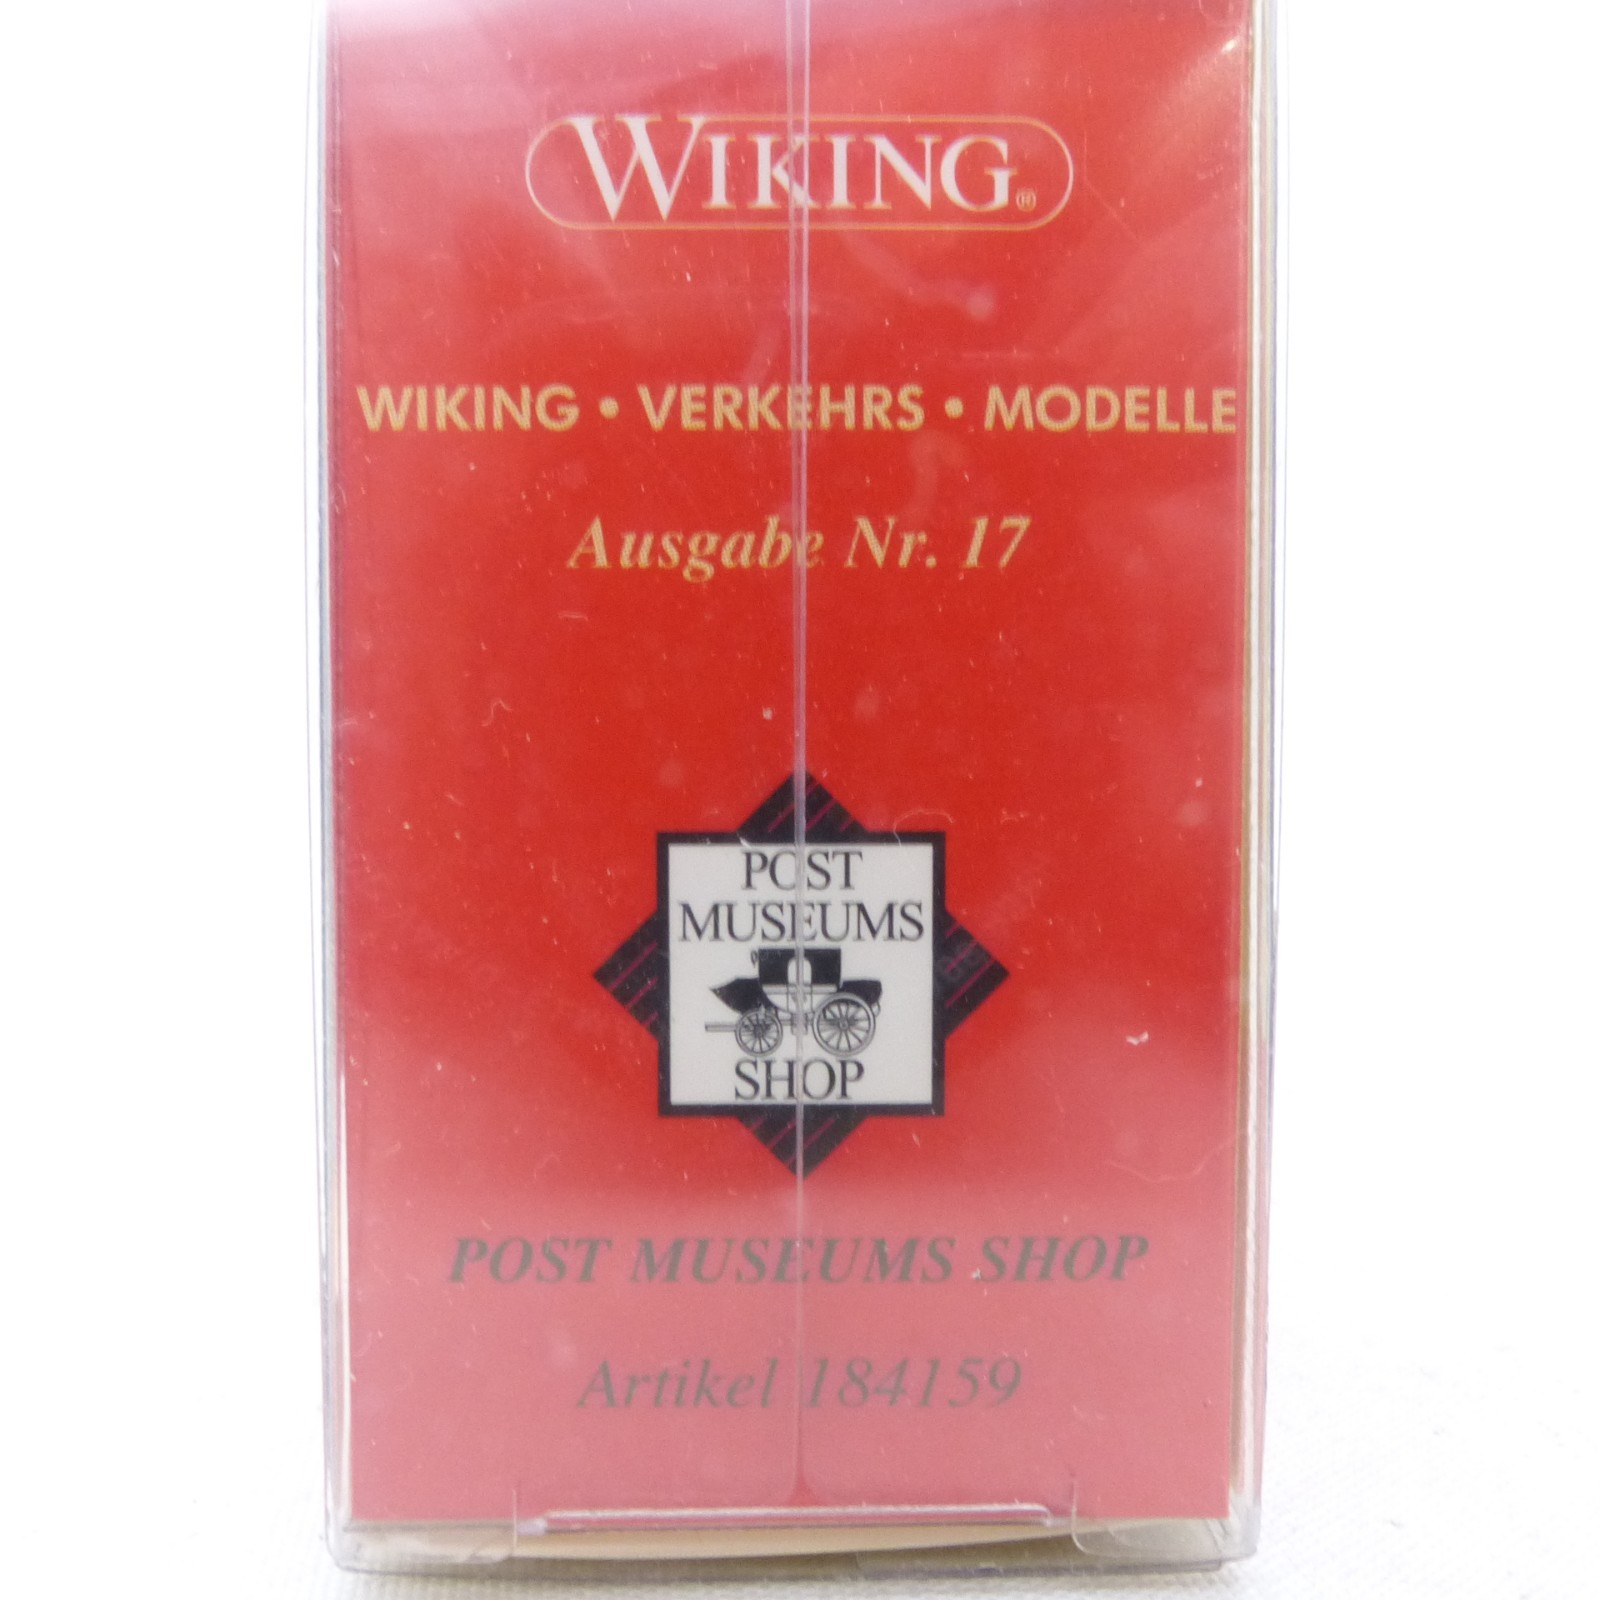 WIKING®
WIKING • VERKEHRS • MODELLE
Ausgabe Nr. 17
POST
MUSEUMS
SHOP
POST MUSEUMS SHOP
Artikel 184159